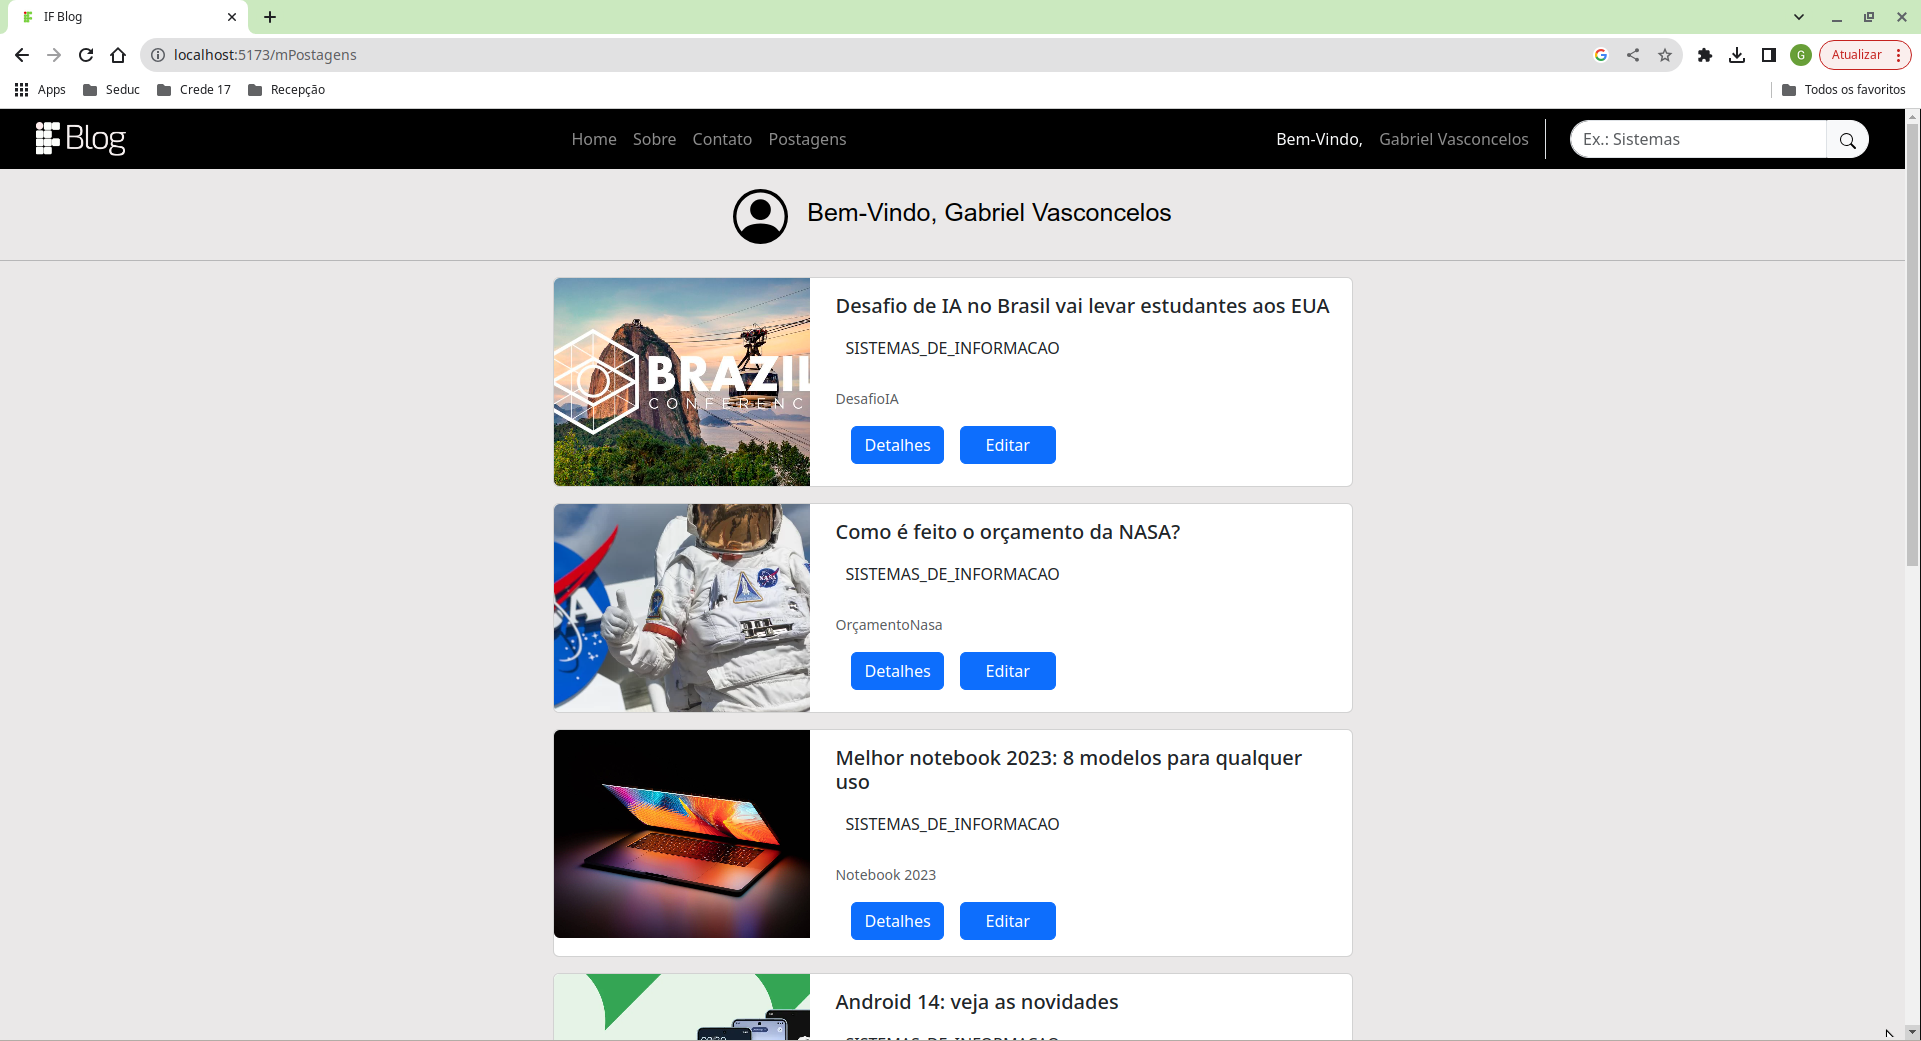 IF Blog
localhost:5173/mPostagens
G
Atualizar
Apps
Seduc
Crede 17
Recepção
Todos os favoritos
IF Blog
Home
Sobre
Contato
Postagens
Bem-Vindo,
Gabriel Vasconcelos
Ex.: Sistemas
Bem-Vindo, Gabriel Vasconcelos
BRAZIL
CONFERENC
Desafio de IA no Brasil vai levar estudantes aos EUA
SISTEMAS_DE_INFORMACAO
DesafioIA
Detalhes
Editar
NASA
Como é feito o orçamento da NASA?
SISTEMAS_DE_INFORMACAO
OrçamentoNasa
Detalhes
Editar
Melhor notebook 2023: 8 modelos para qualquer
uso
SISTEMAS_DE_INFORMACAO
Notebook 2023
Detalhes
Editar
Android 14: veja as novidades
SISTEMAS_DE_INFORMACAO